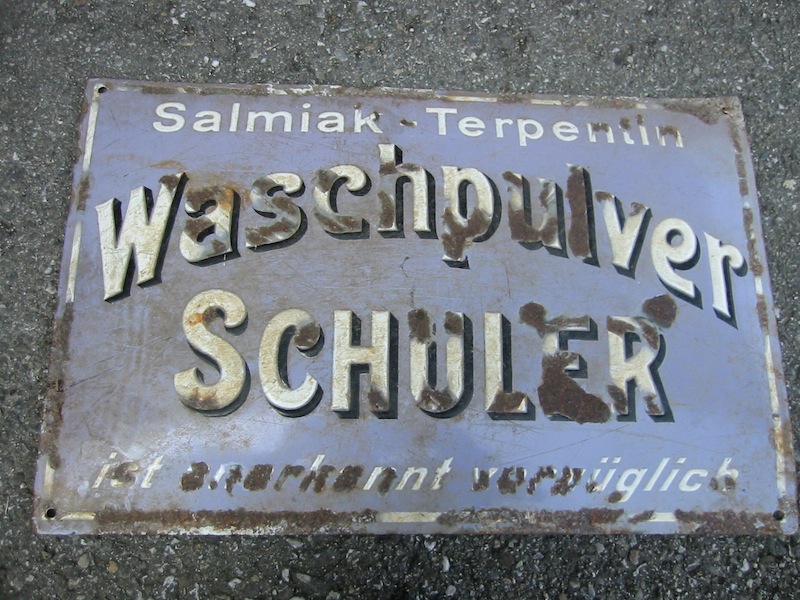 Salmiak - Terpentin
Waschpulver
SCHULER
ist anerkannt vorzüglich